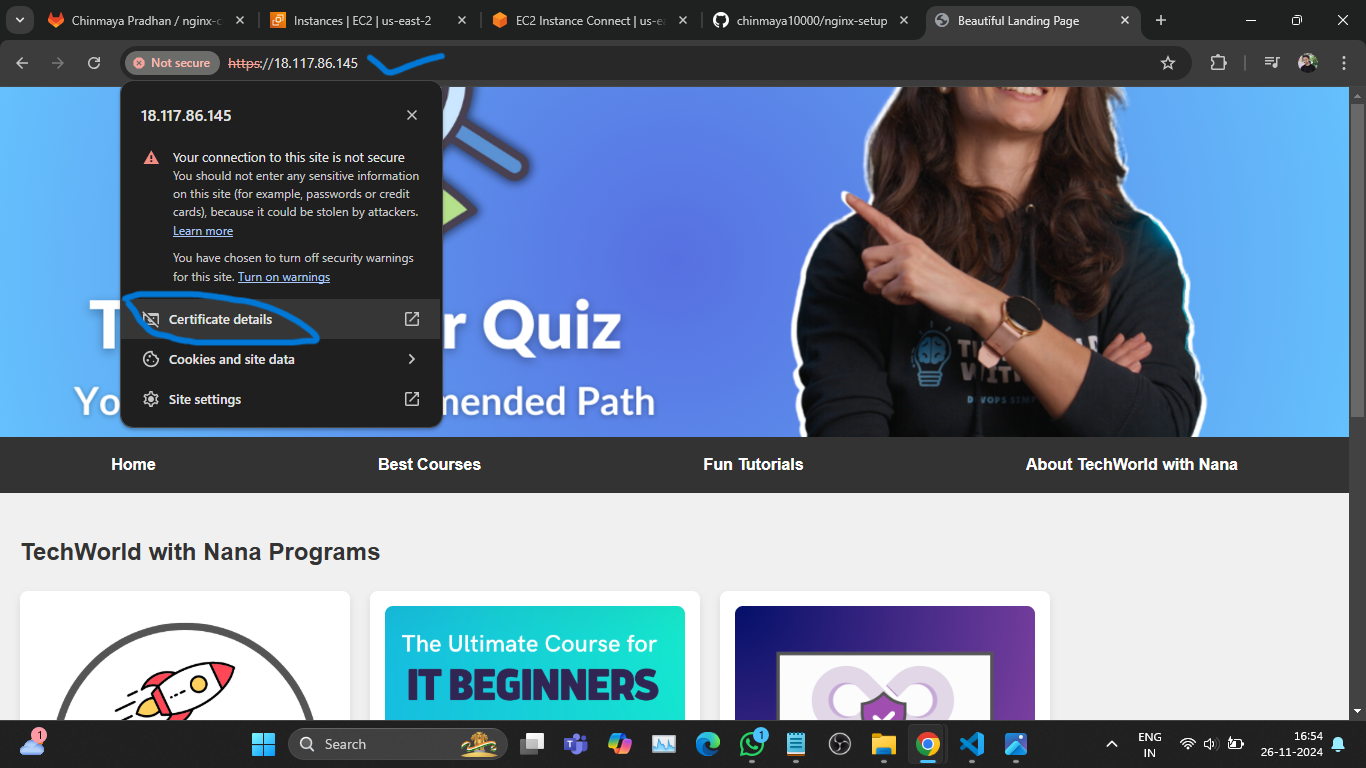 Chinmaya Pradhan / nginx-c
Instances | EC2 | us-east-2
EC2 Instance Connect | us-ea
chinmaya10000/nginx-setup
Beautiful Landing Page
Not secure
https://18.117.86.145
18.117.86.145
Your connection to this site is not secure
You should not enter any sensitive information
on this site (for example, passwords or credit
cards), because it could be stolen by attackers.
Learn more
You have chosen to turn off security warnings
for this site. Turn on warnings
Certificate details
Cookies and site data
Site settings
T r Quiz
Yo mended Path
DEVOPS SIMP
Home Best Courses Fun Tutorials About TechWorld with Nana
TechWorld with Nana Programs
The Ultimate Course for
IT BEGINNERS
1
Search
1
ENG
IN
16:54
26-11-2024